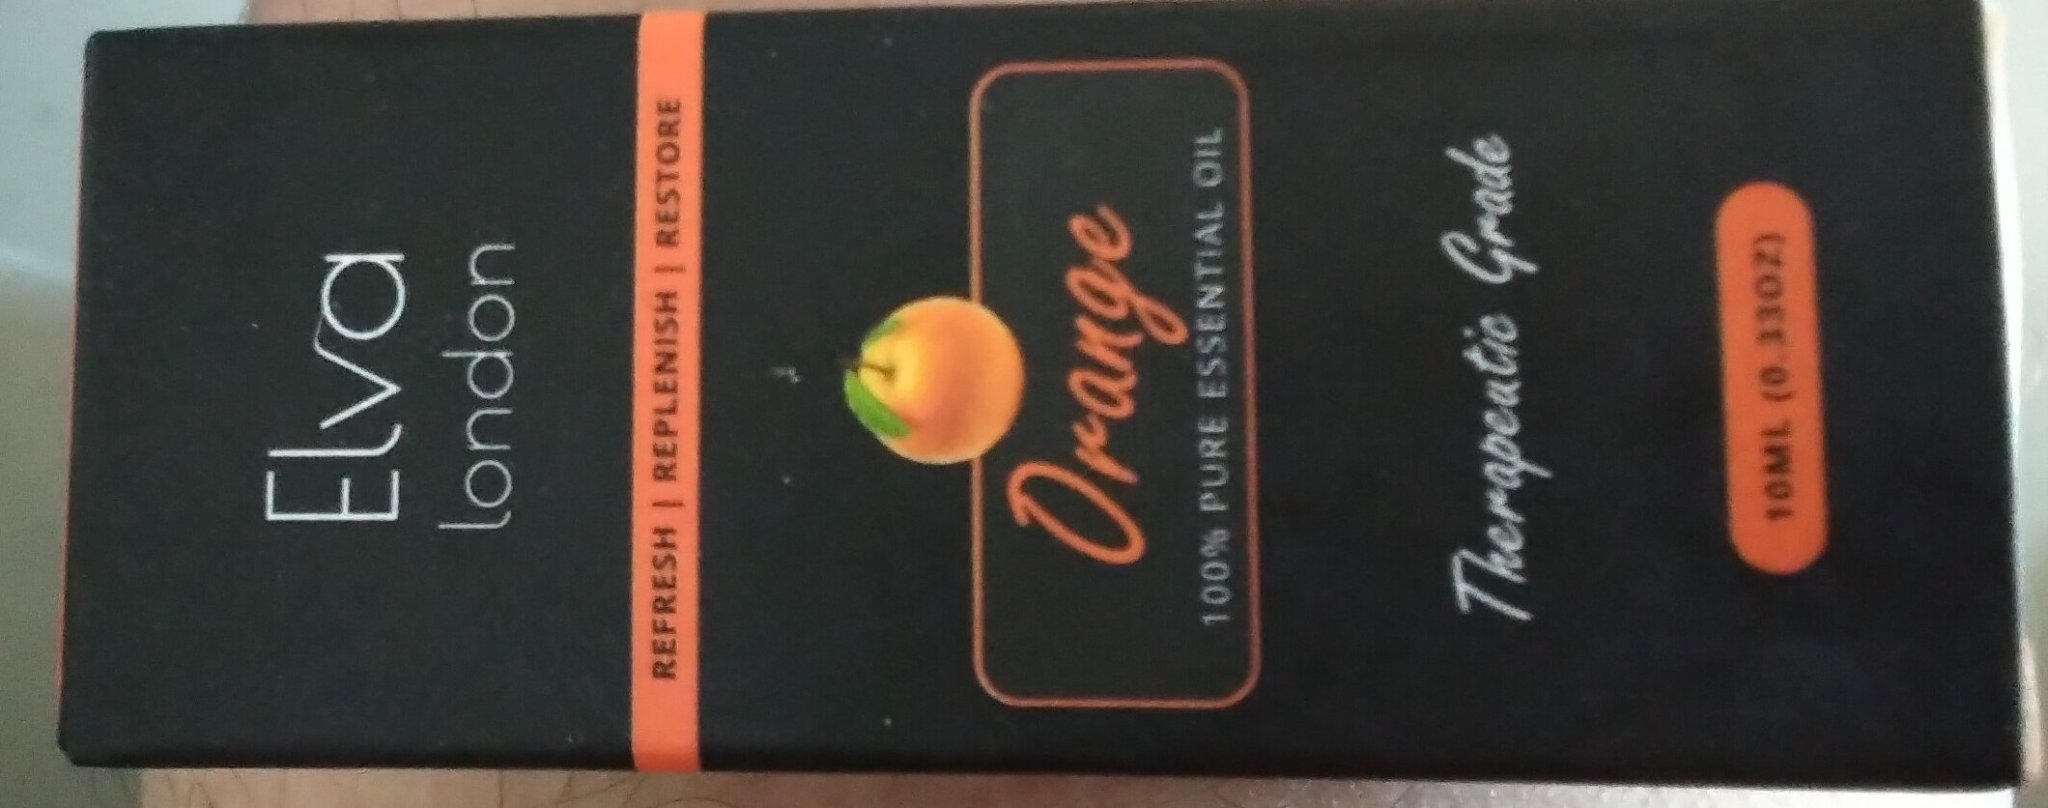 Elva
london
REFRESH | REPLENISH | RESTORE
Orange
100% PURE ESSENTIAL OIL
Therapeutic Grade
10ML (0.33OZ)